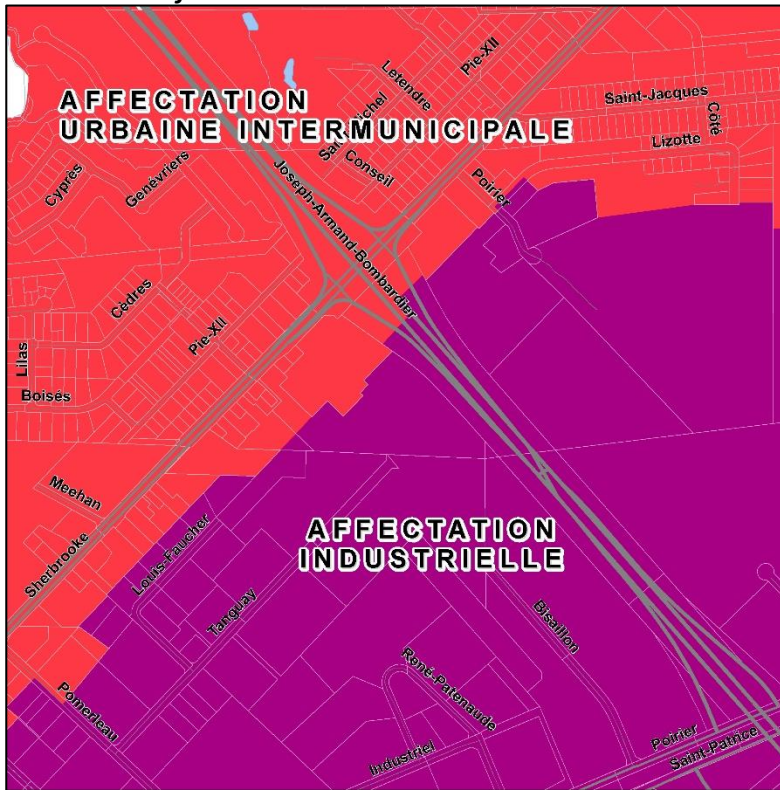 Pie-XII
Letendre
Saint-Jacques
AFFECTATION
URBAINE INTERMUNICIPALE
Côté
Lizotte
Conseil
Cyprès
Genévriers
Joseph-Armand-Bombardier
Poirier
Cèdres
Pie-XII
Lilas
Boisés
Meehan
Sherbrooke
Louis-Faucher
AFFECTATION
INDUSTRIELLE
Tanguay
Bisaillon
René-Patenaude
Pomerleau
Industriel
Poirier
Saint-Patrice